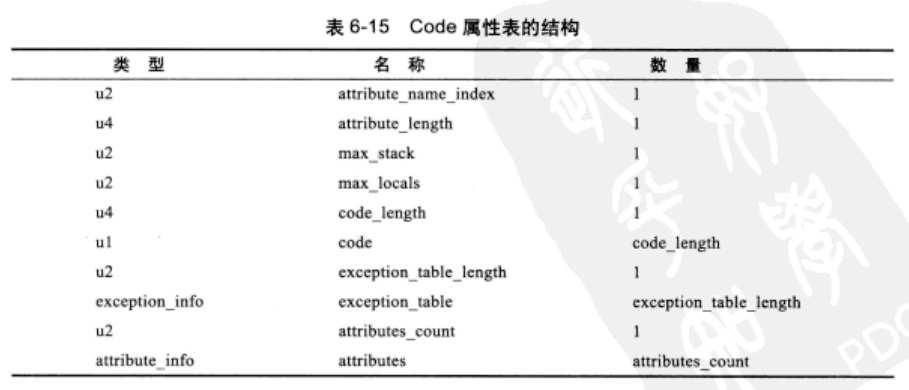 表 6-15 Code 属性表的结构
类 型 名 称 数 量
u2 attribute_name_index 1
u4 attribute_length 1
u2 max_stack 1
u2 max_locals 1
u4 code_length 1
u1 code code_length
u2 exception_table_length 1
exception_info exception_table exception_table_length
u2 attributes_count 1
attribute_info attributes attributes_count